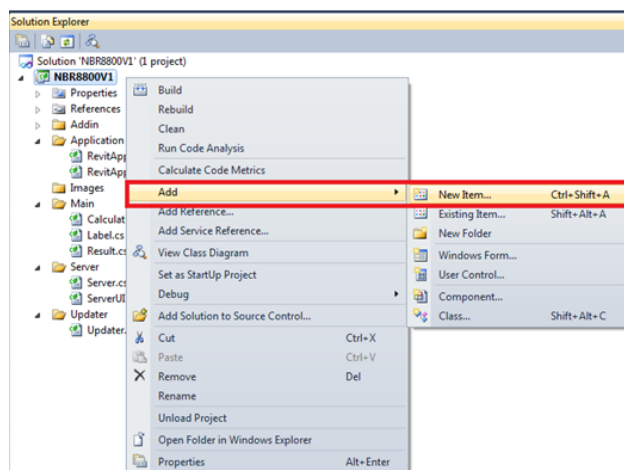 Solution Explorer
Solution 'NBR8800V1' (1 project)
NBR8800V1
Properties
References
Addin
Application
RevitApp
RevitApp
Images
Main
Calculat
Label.cs
Result.cs
Server
Server.cs
ServerUI
Updater
Updater.
Build
Rebuild
Clean
Run Code Analysis
Calculate Code Metrics
Add
Add Reference...
Add Service Reference...
View Class Diagram
Set as StartUp Project
Debug
Add Solution to Source Control...
Cut Ctrl+X
Paste Ctrl+V
Remove Del
Rename
Unload Project
Open Folder in Windows Explorer
Properties Alt+Enter
New Item... Ctrl+Shift+A
Existing Item... Shift+Alt+A
New Folder
Windows Form...
User Control...
Component...
Class... Shift+Alt+C